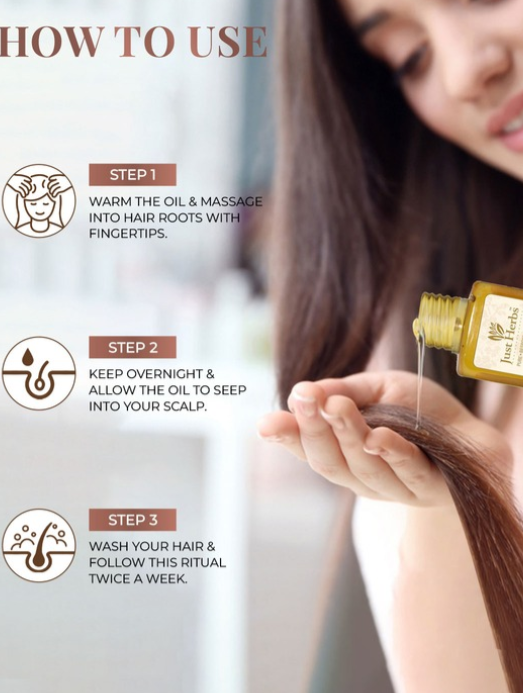 HOW TO USE
STEP 1
WARM THE OIL & MASSAGE
INTO HAIR ROOTS WITH
FINGERTIPS.
STEP 2
KEEP OVERNIGHT &
ALLOW THE OIL TO SEEP
INTO YOUR SCALP.
STEP 3
WASH YOUR HAIR &
FOLLOW THIS RITUAL
TWICE A WEEK.
Just Herbs